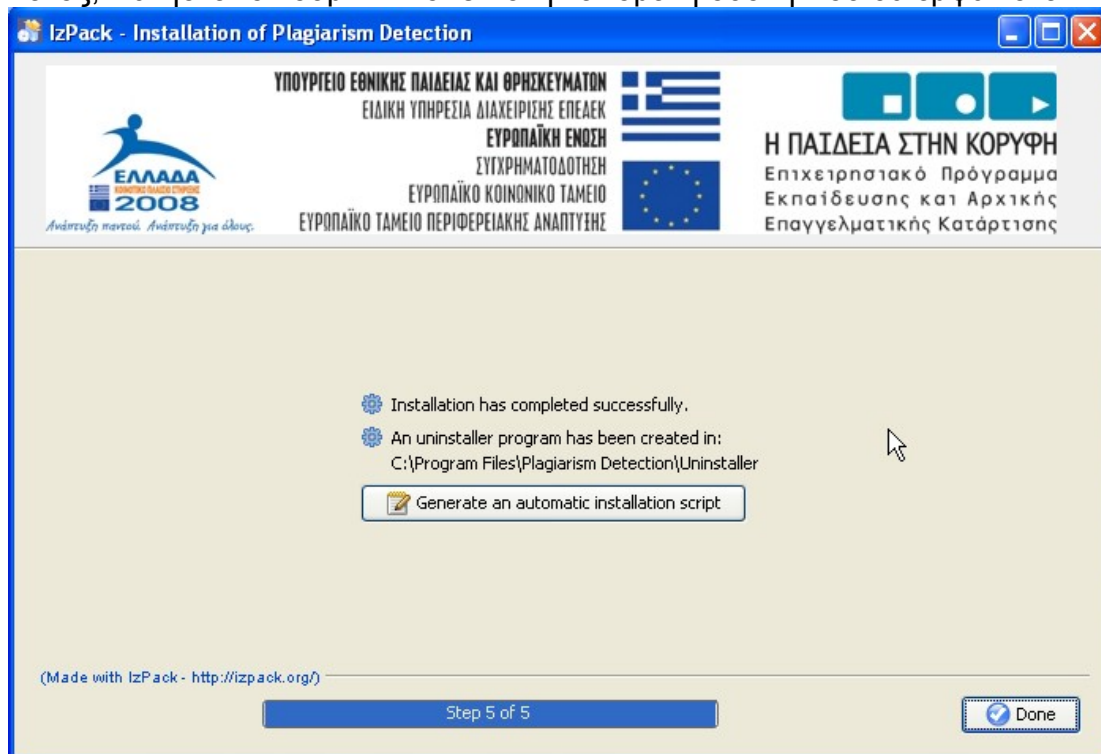 IzPack - Installation of Plagiarism Detection
ΥΠΟΥΡΓΕΙΟ ΕΘΝΙΚΗΣ ΠΑΙΔΕΙΑΣ ΚΑΙ ΘΡΗΣΚΕΥΜΑΤΩΝ
ΕΙΔΙΚΗ ΥΠΗΡΕΣΙΑ ΔΙΑΧΕΙΡΙΣΗΣ ΕΠΕΑΕΚ
ΕΥΡΩΠΑΪΚΗ ΕΝΩΣΗ
ΣΥΓΧΡΗΜΑΤΟΔΟΤΗΣΗ
ΕΥΡΩΠΑΪΚΟ ΚΟΙΝΩΝΙΚΟ ΤΑΜΕΙΟ
ΕΥΡΩΠΑΪΚΟ ΤΑΜΕΙΟ ΠΕΡΙΦΕΡΕΙΑΚΗΣ ΑΝΑΠΤΥΞΗΣ
ΕΛΛΑΔΑ
2008
Ανάπτυξη παντού. Ανάπτυξη για όλους.
Η ΠΑΙΔΕΙΑ ΣΤΗΝ ΚΟΡΥΦΗ
Επιχειρησιακό Πρόγραμμα
Εκπαίδευσης και Αρχικής
Επαγγελματικής Κατάρτισης
Installation has completed successfully.
An uninstaller program has been created in:
C:\Program Files\Plagiarism Detection\Uninstaller
Generate an automatic installation script
(Made with IzPack - http://izpack.org/)
Step 5 of 5
Done